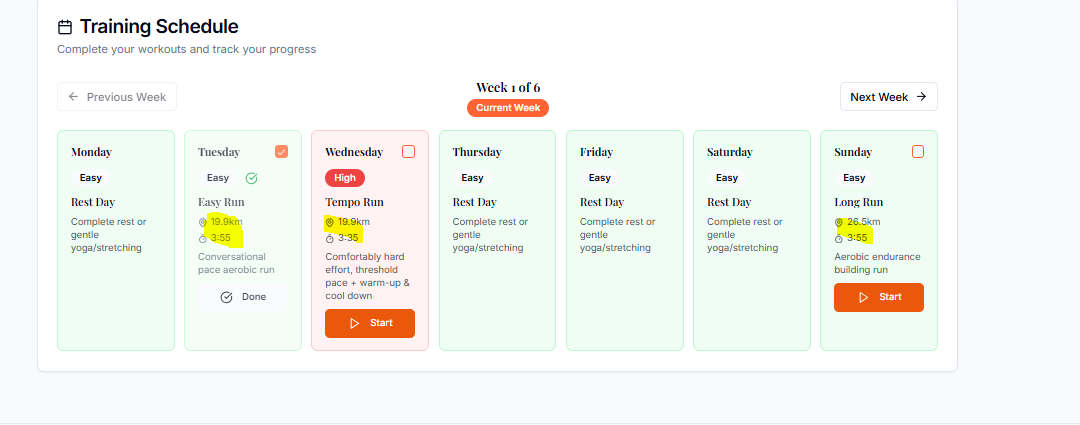 Training Schedule
Complete your workouts and track your progress
Previous Week
Week 1 of 6
Current Week
Next Week
Monday
Easy
Rest Day
Complete rest or
gentle
yoga/stretching
Tuesday
Easy
Easy Run
19.9km
3:55
Conversational
pace aerobic run
Done
Wednesday
High
Tempo Run
19.9km
3:35
Comfortably hard
effort, threshold
pace + warm-up &
cool down
Start
Thursday
Easy
Rest Day
Complete rest or
gentle
yoga/stretching
Friday
Easy
Rest Day
Complete rest or
gentle
yoga/stretching
Saturday
Easy
Rest Day
Complete rest or
gentle
yoga/stretching
Sunday
Easy
Long Run
26.5km
3:55
Aerobic endurance
building run
Start